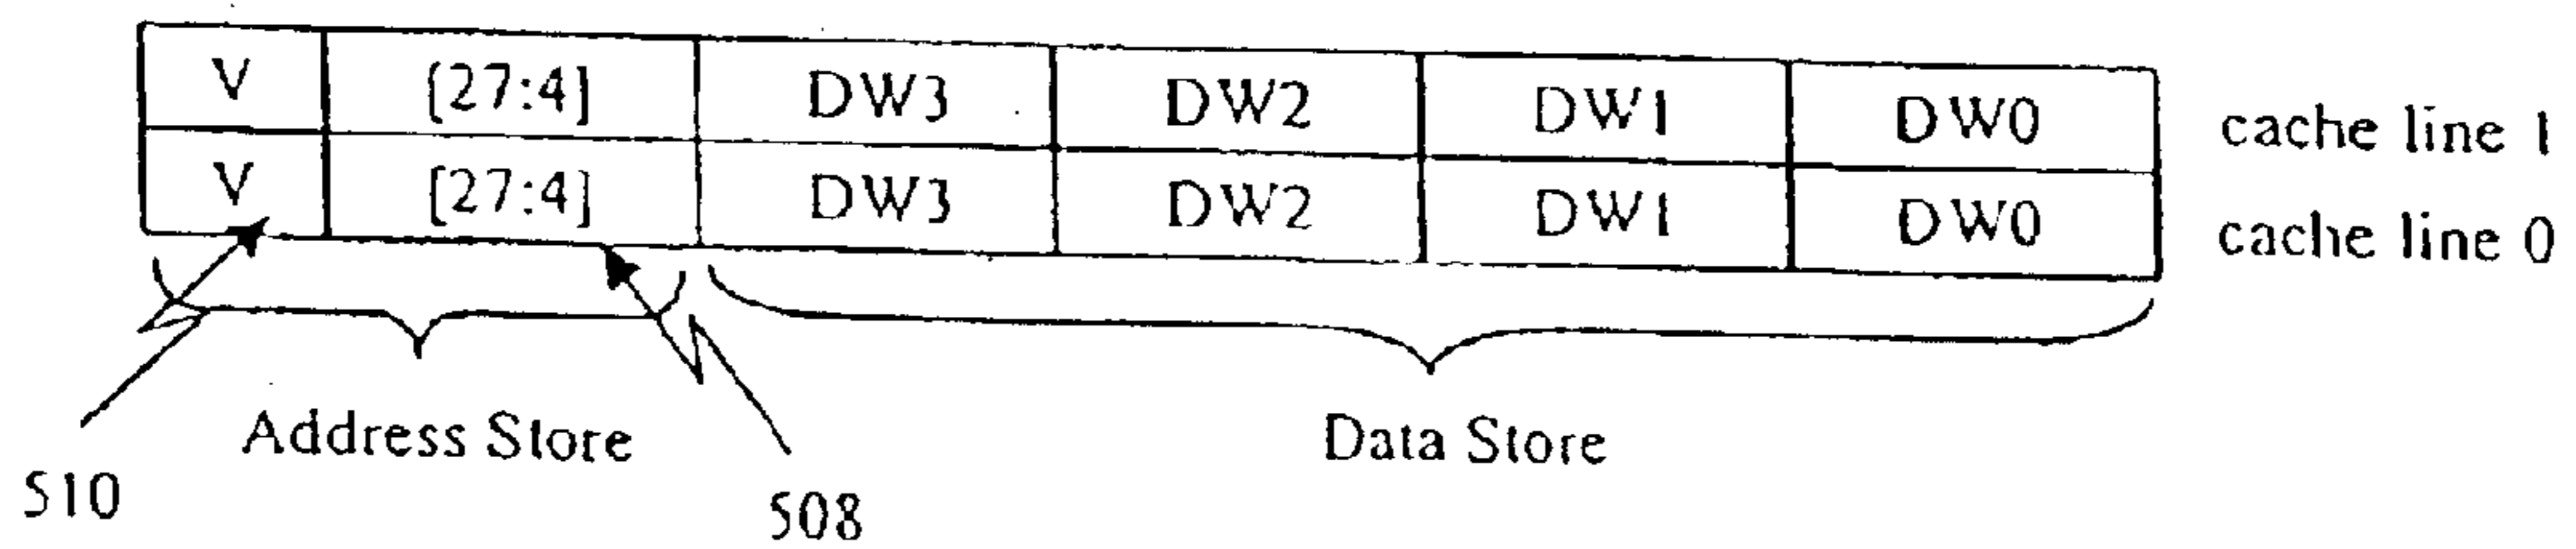 V [27:4] DW3 DW2 DW1 DW0 cache line 1
V [27:4] DW3 DW2 DW1 DW0 cache line 0
Address Store Data Store
510 508